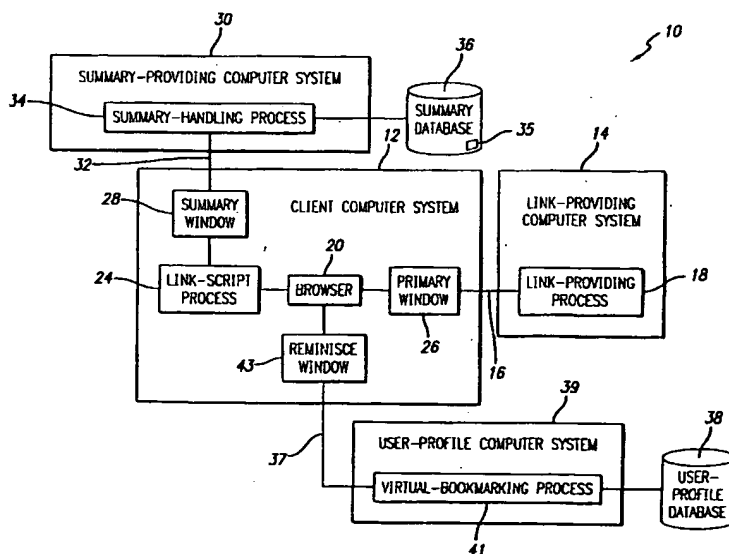 30
10
SUMMARY-PROVIDING COMPUTER SYSTEM
36
34
SUMMARY-HANDLING PROCESS
SUMMARY
DATABASE
35
32
12
14
28
SUMMARY
WINDOW
CLIENT COMPUTER SYSTEM
LINK-PROVIDING
COMPUTER SYSTEM
20
24
LINK-SCRIPT
PROCESS
BROWSER
PRIMARY
WINDOW
LINK-PROVIDING
PROCESS
18
43
REMINISCE
WINDOW
26
16
39
38
37
USER-PROFILE COMPUTER SYSTEM
VIRTUAL-BOOKMARKING PROCESS
USER-
PROFILE
DATABASE
41